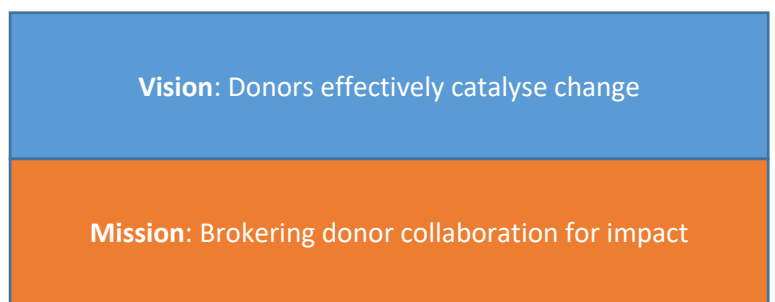 Vision: Donors effectively catalyse change
Mission: Brokering donor collaboration for impact